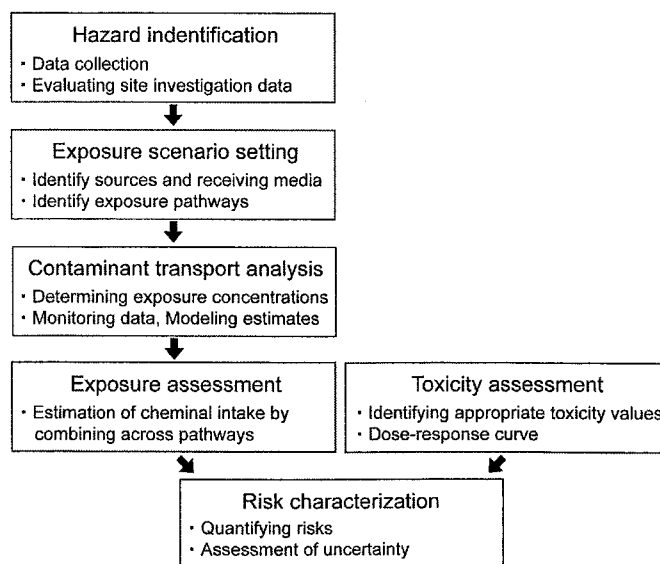 Hazard indentification
・Data collection
・Evaluating site investigation data
Exposure scenario setting
・Identify sources and receiving media
・Identify exposure pathways
Contaminant transport analysis
・Determining exposure concentrations
・Monitoring data, Modeling estimates
Exposure assessment
・Estimation of cheminal intake by
combining across pathways
Toxicity assessment
・Identifying appropriate toxicity values
・Dose-response curve
Risk characterization
・Quantifying risks
・Assessment of uncertainty